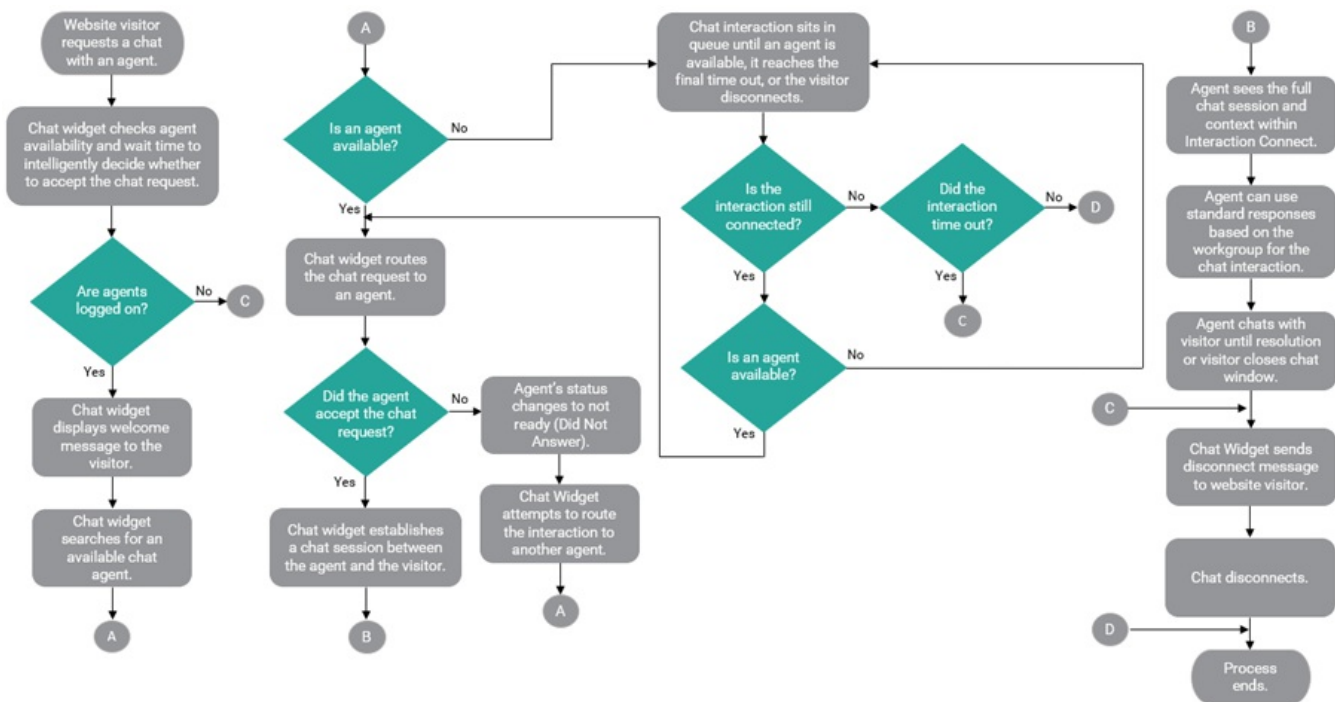 Website visitor
requests a chat
with an agent.
Chat widget checks agent
availability and wait time to
intelligently decide whether
to accept the chat request.
Are agents
logged on?
No
C
Yes
Chat widget
displays welcome
message to the
visitor.
Chat widget
searches for an
available chat
agent.
A
A
Is an agent
available?
No
Yes
Chat widget routes
the chat request to
an agent.
Did the agent
accept the chat
request?
No
Yes
Chat widget establishes
a chat session between
the agent and the visitor.
B
Agent's status
changes to not
ready (Did Not
Answer).
Chat Widget
attempts to route
the interaction to
another agent.
A
Chat interaction sits in
queue until an agent is
available, it reaches the
final time out, or the visitor
disconnects.
Is the
interaction still
connected?
No
Yes
Did the
interaction
time out?
No
D
Yes
C
Is an agent
available?
No
Yes
B
Agent sees the full
chat session and
context within
Interaction Connect.
Agent can use
standard responses
based on the
workgroup for the
chat interaction.
Agent chats with
visitor until resolution
or visitor closes chat
window.
C
Chat Widget sends
disconnect message
to website visitor.
Chat disconnects.
D
Process
ends.